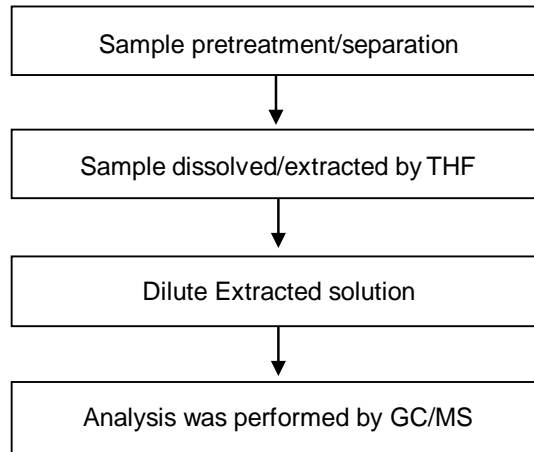 Sample pretreatment/separation
Sample dissolved/extracted by THF
Dilute Extracted solution
Analysis was performed by GC/MS